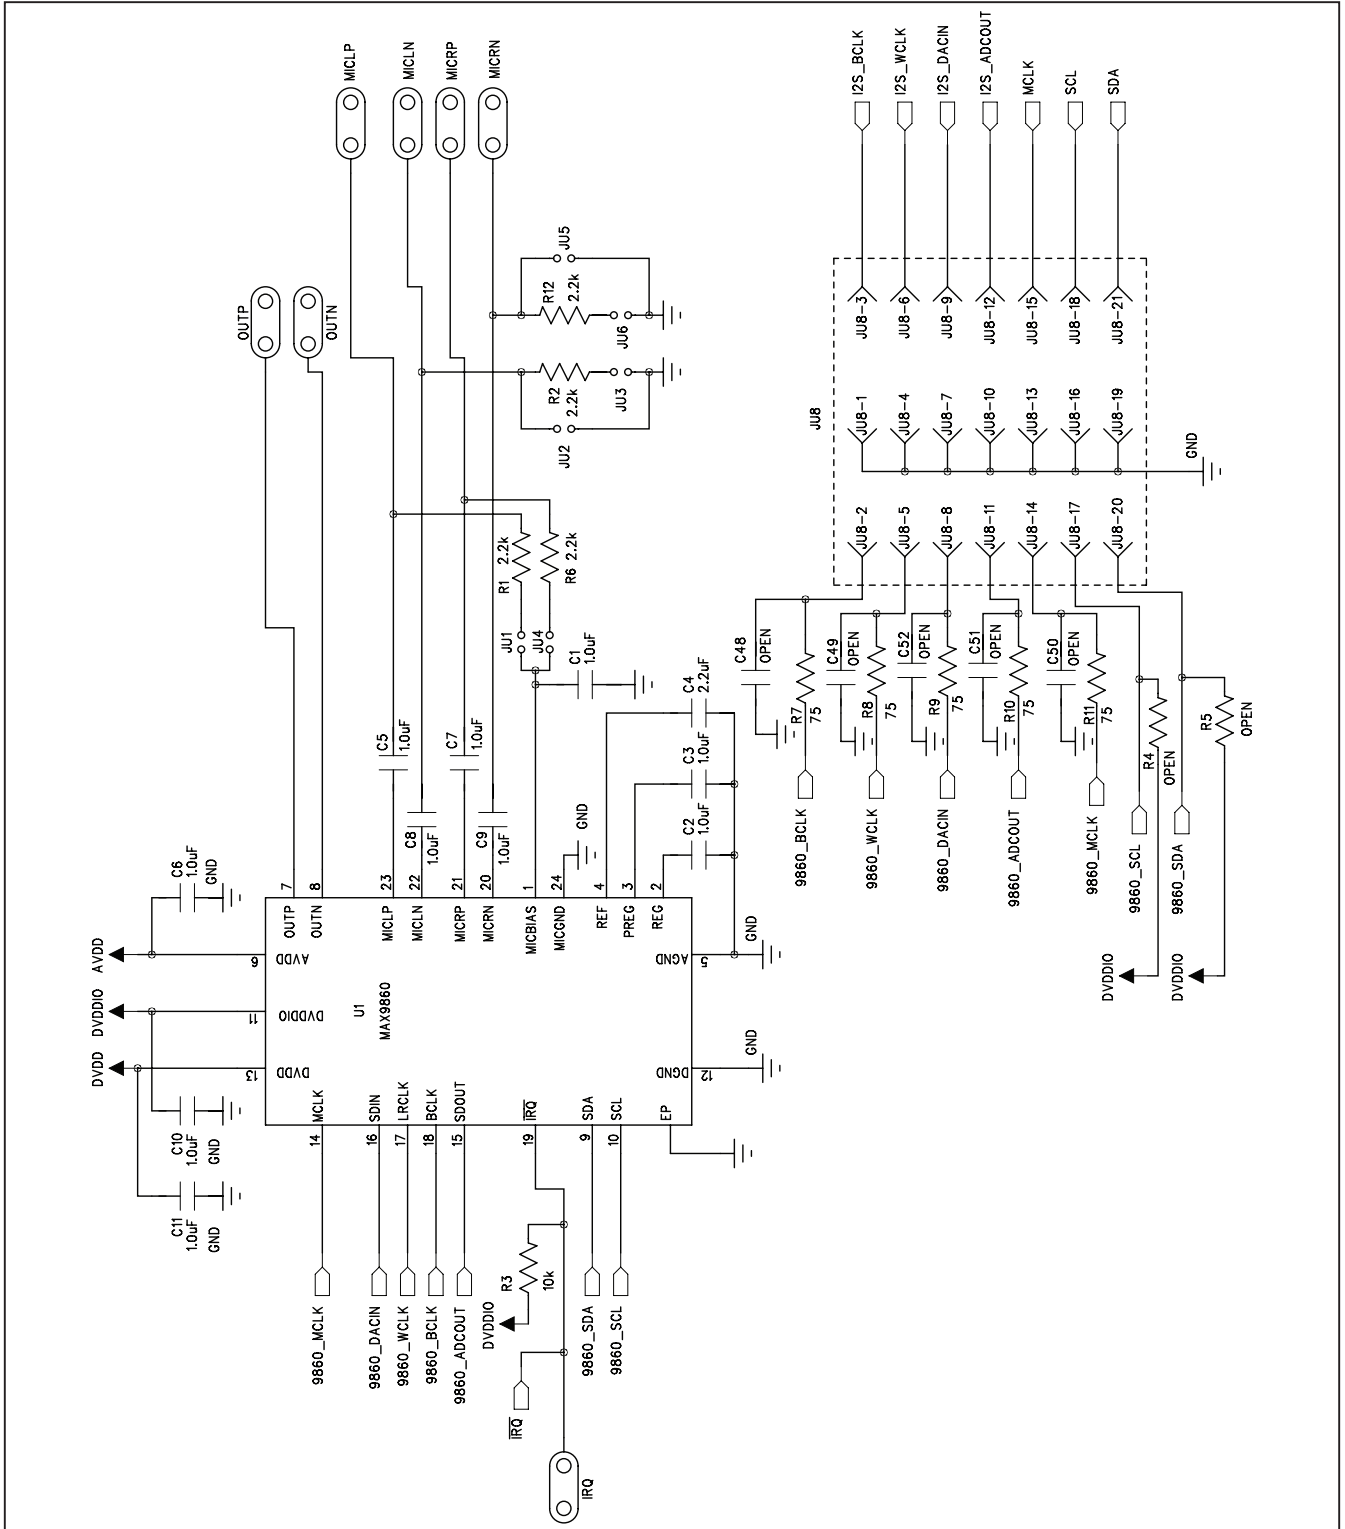 MICLP
MICLN
MICRP
MICRN
OUTP
OUTN
JU5
R12
2.2k
JU6
R2
2.2k
JU3
JU2
R1
2.2k
R6 2.2k
JU1
JU4
C1
1.0uF
C5
1.0uF
C7
1.0uF
C8
1.0uF
C9
1.0uF
C4
2.2uF
C3
1.0uF
C2
1.0uF
GND
GND
C6
1.0uF
GND
AVDD
DVDDIO
DVDD
C10
1.0uF
GND
C11
1.0uF
GND
7
8
23
22
21
20
1
24
4
3
2
OUTP
OUTN
MICLP
MICLN
MICRP
MICRN
MICBIAS
MICGND
REF
PREG
REG
6
AVDD
11
DVDDIO
13
DVDD
U1
MAX9860
AGND
5
DGND
12
GND
MCLK
SDIN
LRCLK
BCLK
SDOUT
IRQ
SDA
SCL
EP
14
16
17
18
15
19
9
10
9860_MCLK
9860_DACIN
9860_WCLK
9860_BCLK
9860_ADCOUT
R3
10k
DVDDIO
9860_SDA
9860_SCL
IRQ
IRQ
I2S_BCLK
I2S_WCLK
I2S_DACIN
I2S_ADCOUT
MCLK
SCL
SDA
JU8
JU8-3
JU8-6
JU8-9
JU8-12
JU8-15
JU8-18
JU8-21
JU8-1
JU8-4
JU8-7
JU8-10
JU8-13
JU8-16
JU8-19
GND
JU8-2
JU8-5
JU8-8
JU8-11
JU8-14
JU8-17
JU8-20
C48
OPEN
C49
OPEN
C52
OPEN
C51
OPEN
C50
OPEN
R7
75
R8
75
R9
75
R10
75
R11
75
R4
OPEN
R5
OPEN
9860_BCLK
9860_WCLK
9860_DACIN
9860_ADCOUT
9860_MCLK
9860_SCL
9860_SDA
DVDDIO
DVDDIO